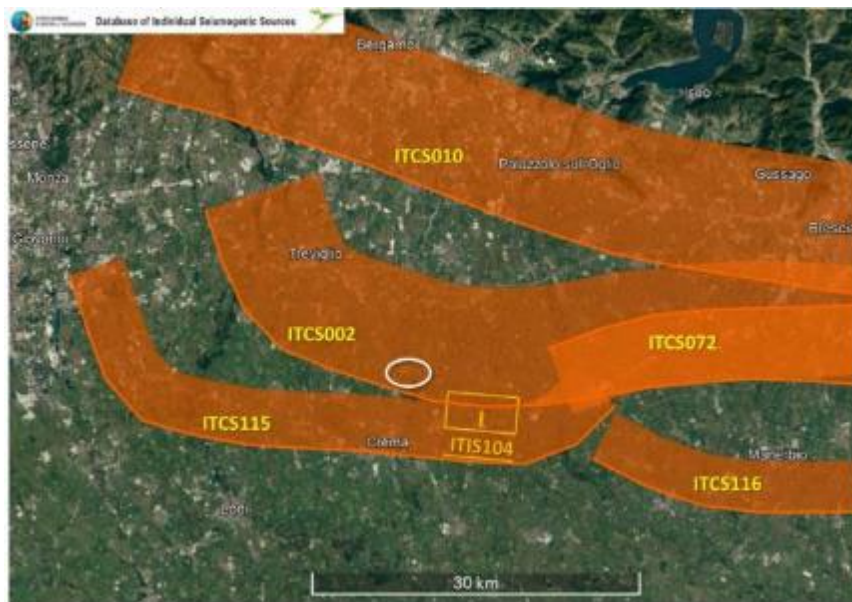 Database of Individual Seismogenic Sources
Bergamo
Iseo
ITCS010
Palazzolo sull'Oglio
Gussago
Monza
Brescia
Treviglio
ITCS002
ITCS072
ITCS115
Crema
ITIS104
Manerbio
ITCS116
Lodi
30 km